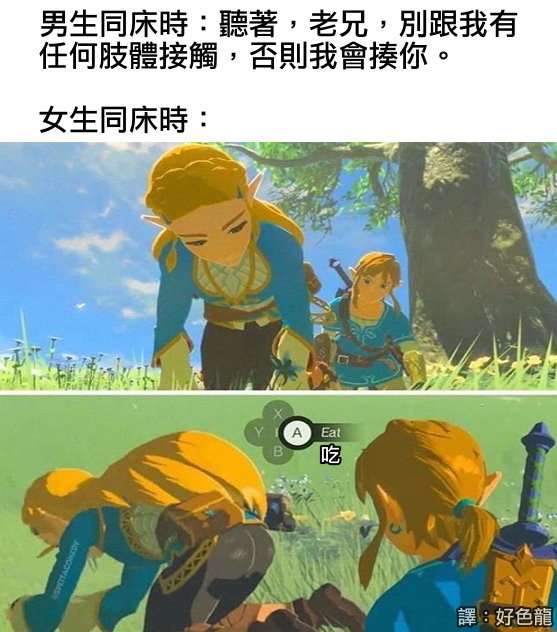 男生同床時：聽著，老兄，別跟我有
任何肢體接觸，否則我會揍你。
女生同床時：
X
Y
A
Eat
B
吃
@SPEITACOMEDY
譯：好色龍